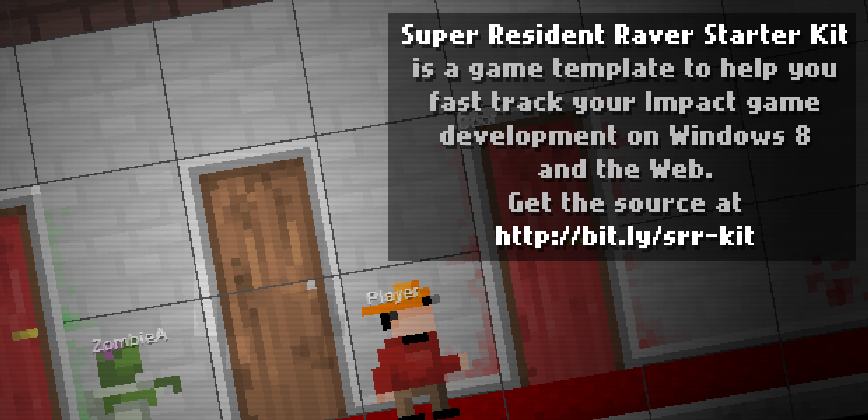 Super Resident Raver Starter Kit
is a game template to help you
fast track your Impact game
development on Windows 8
and the Web.
Get the source at
http://bit.ly/srr-kit
Player
ZombieA